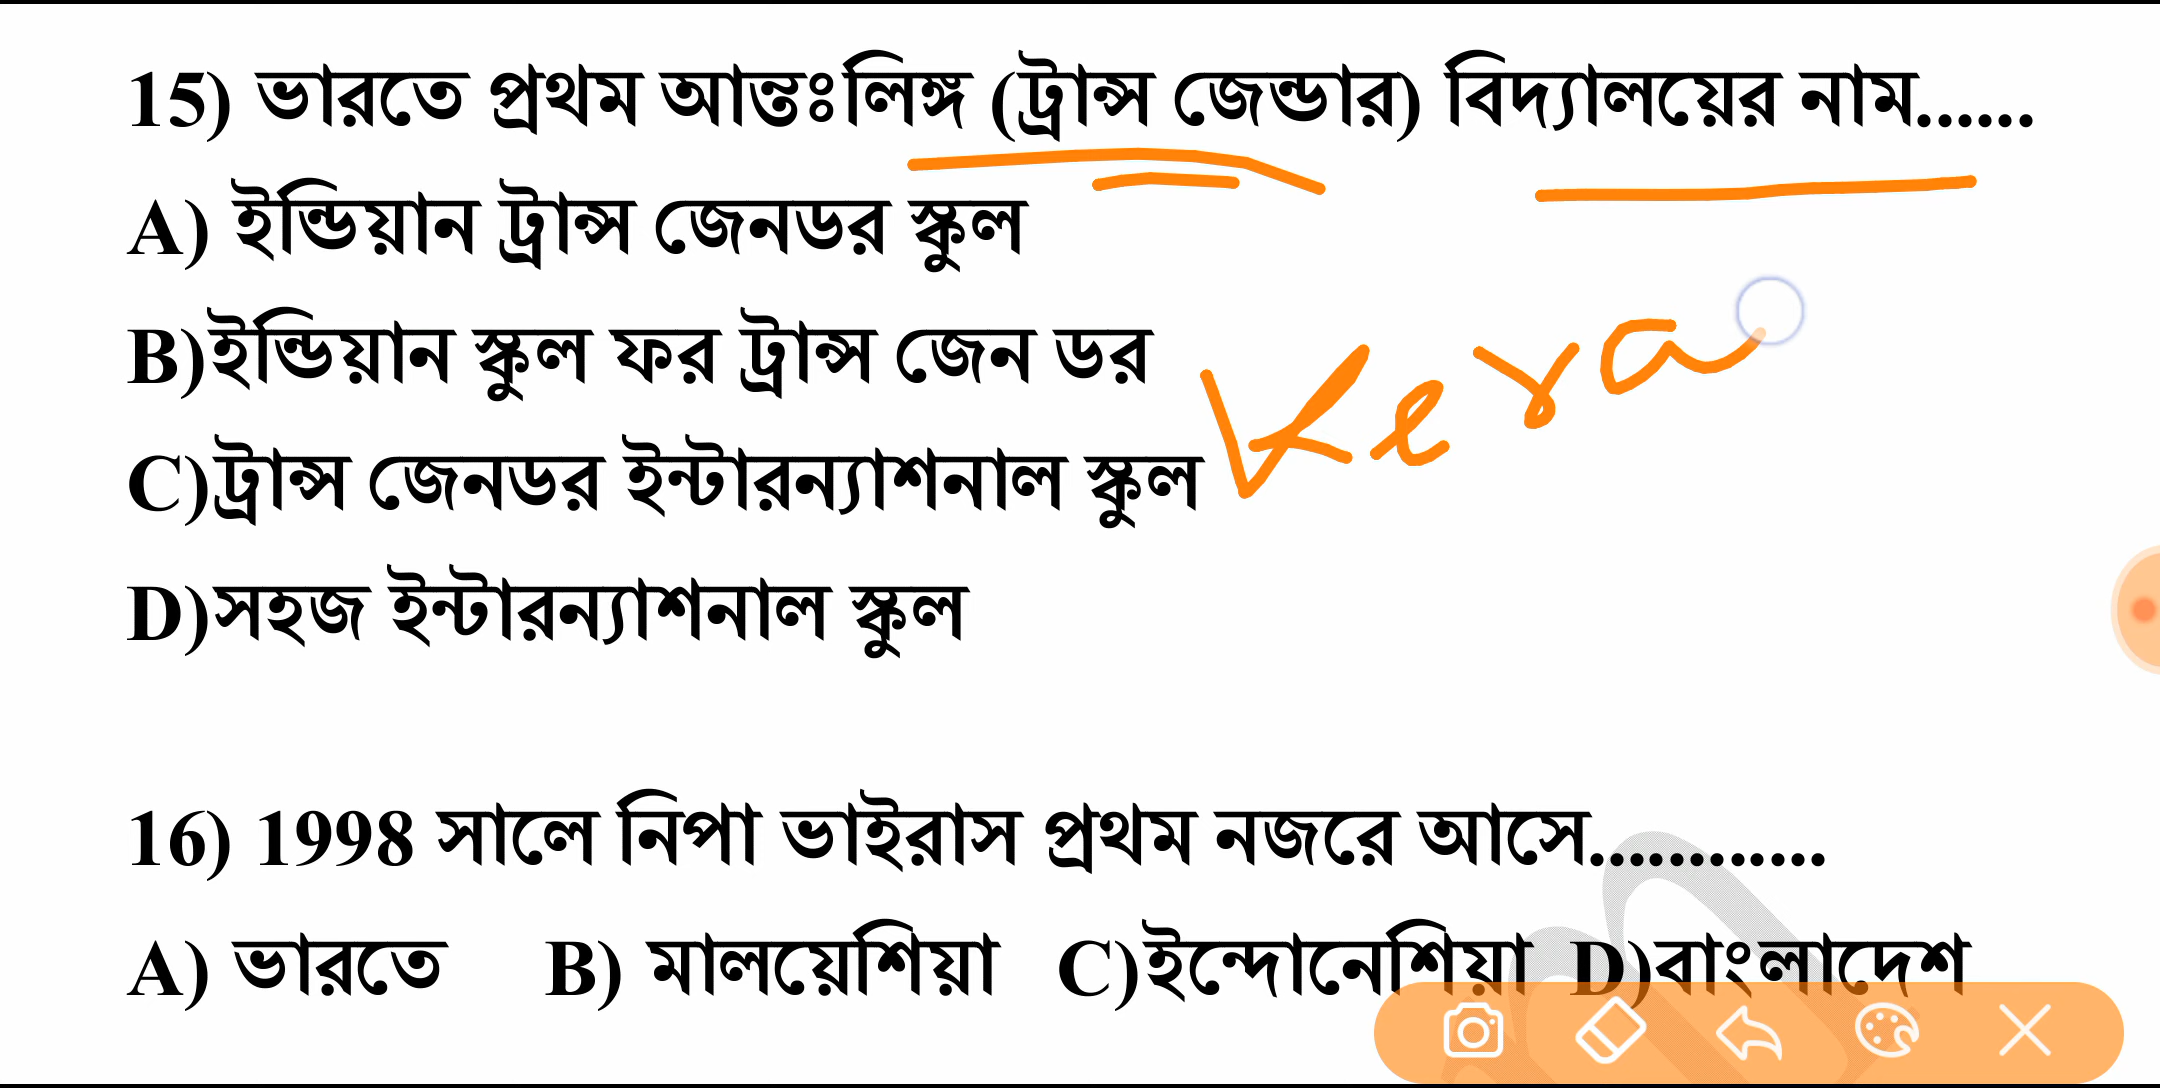 15) ভারতে প্রথম আন্তঃলিঙ্গ (ট্রান্স জেন্ডার) বিদ্যালয়ের নাম......
A) ইন্ডিয়ান ট্রান্স জেনডর স্কুল
B)ইন্ডিয়ান স্কুল ফর ট্রান্স জেন ডর
Kera
C)ট্রান্স জেনডর ইন্টারন্যাশনাল স্কুল
D)সহজ ইন্টারন্যাশনাল স্কুল
16) 1998 সালে নিপা ভাইরাস প্রথম নজরে আসে............
A) ভারতে B) মালয়েশিয়া C)ইন্দোনেশিয়া D)বাংলাদেশ